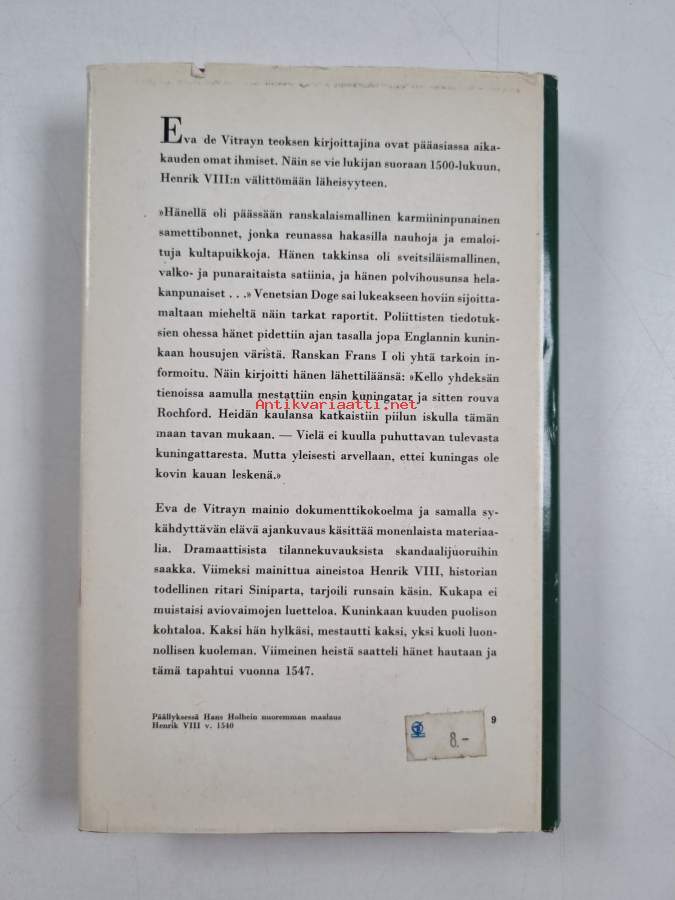 Eva de Vitrayn teoksen kirjoittajina ovat pääasiassa aika-
kauden omat ihmiset. Näin se vie lukijan suoraan 1500-lukuun,
Henrik VIII:n välittömään läheisyyteen.
»Hänellä oli päässään ranskalaismallinen karmiininpunainen
samettibonnet, jonka reunassa hakasilla nauhoja ja emaloi-
tuja kultapuikkoja. Hänen takkinsa oli sveitsiläismallinen,
valko- ja punaraitaista satiinia, ja hänen polvihousunsa hela-
kanpunaiset . . .» Venetsian Doge sai lukeakseen hoviin sijoitta-
maltaan mieheltä näin tarkat raportit. Poliittisten tiedotuk-
sien ohessa hänet pidettiin ajan tasalla jopa Englannin kunin-
kaan housujen väristä. Ranskan Frans I oli yhtä tarkoin in-
formoitu. Näin kirjoitti hänen lähettiläänsä: »Kello yhdeksän
tienoissa aamulla mestattiin ensin kuningatar ja sitten rouva
Antikvariaatti.net
Rochford. Heidän kaulansa katkaistiin piilun iskulla tämän
maan tavan mukaan. — Vielä ei kuulla puhuttavan tulevasta
kuningattaresta. Mutta yleisesti arvellaan, ettei kuningas ole
kovin kauan leskenä.»
Eva de Vitrayn mainio dokumenttikokoelma ja samalla sy-
kähdyttävän elävä ajankuvaus käsittää monenlaista materiaa-
lia. Dramaattisista tilannekuvauksista skandaalijuoruihin
saakka. Viimeksi mainittua aineistoa Henrik VIII, historian
todellinen ritari Siniparta, tarjoili runsain käsin. Kukapa ei
muistaisi aviovaimojen luetteloa. Kuninkaan kuuden puolison
kohtaloa. Kaksi hän hylkäsi, mestautti kaksi, yksi kuoli luon-
nollisen kuoleman. Viimeinen heistä saatteli hänet hautaan ja
tämä tapahtui vuonna 1547.
Päällyksessä Hans Holbein nuoremman maalaus
Henrik VIII v. 1540
9
8.-